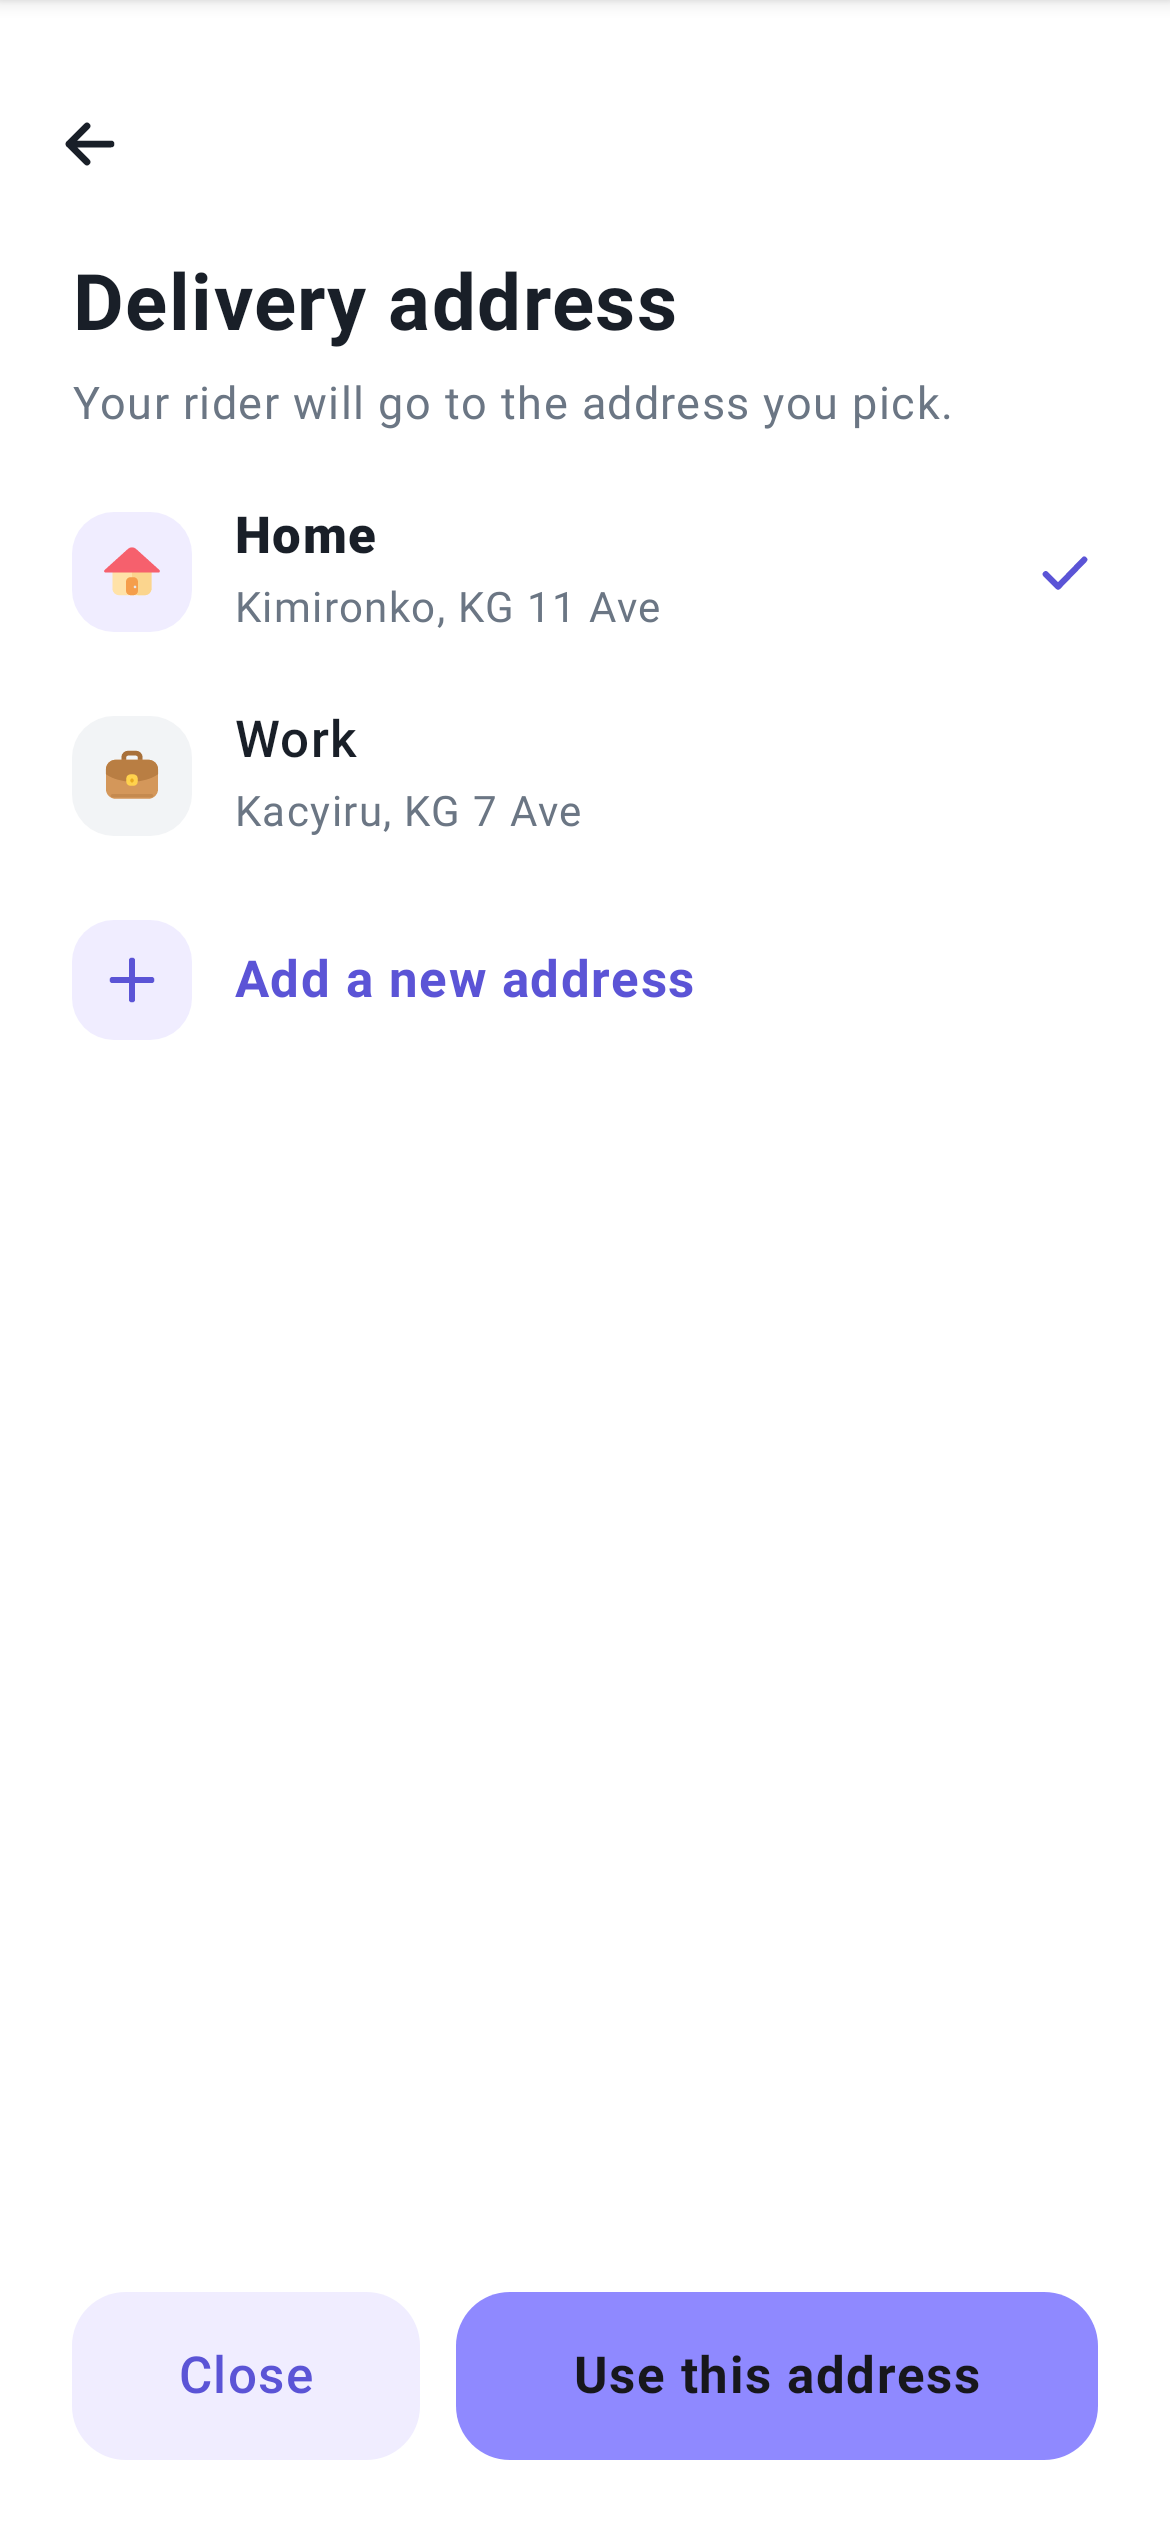 Delivery address
Your rider will go to the address you pick.
Home
Kimironko, KG 11 Ave
Work
Kacyiru, KG 7 Ave
Add a new address
Close
Use this address